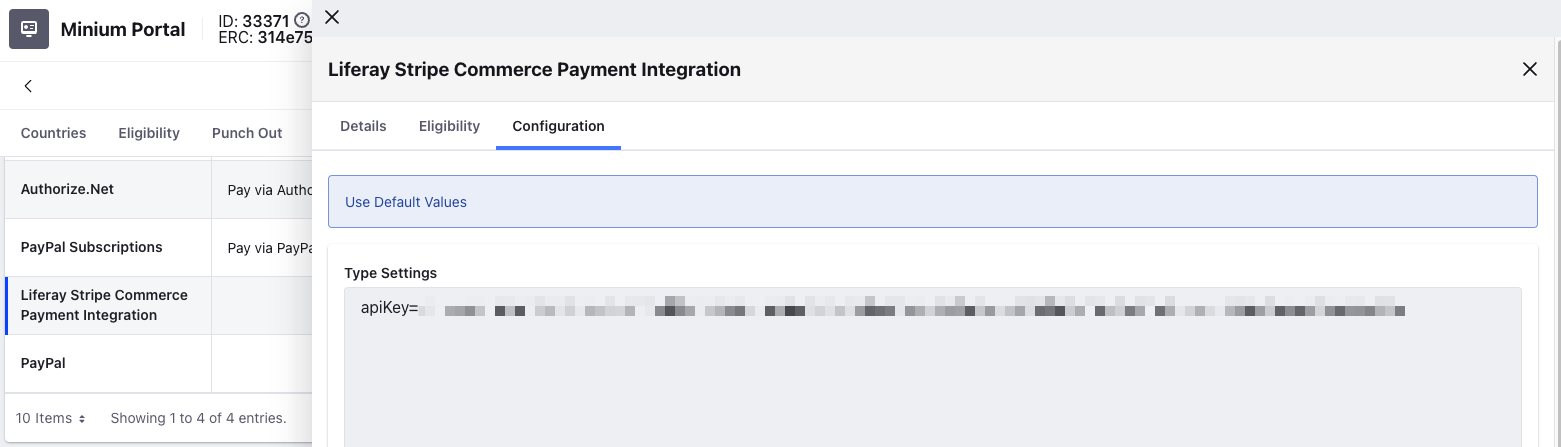 Minium Portal
ID: 33371
ERC: 314e75
Countries
Eligibility
Punch Out
Authorize.Net
Pay via Autho
PayPal Subscriptions
Pay via PayPa
Liferay Stripe Commerce
Payment Integration
PayPal
10 Items
Showing 1 to 4 of 4 entries.
Liferay Stripe Commerce Payment Integration
Details
Eligibility
Configuration
Use Default Values
Type Settings
apiKey=